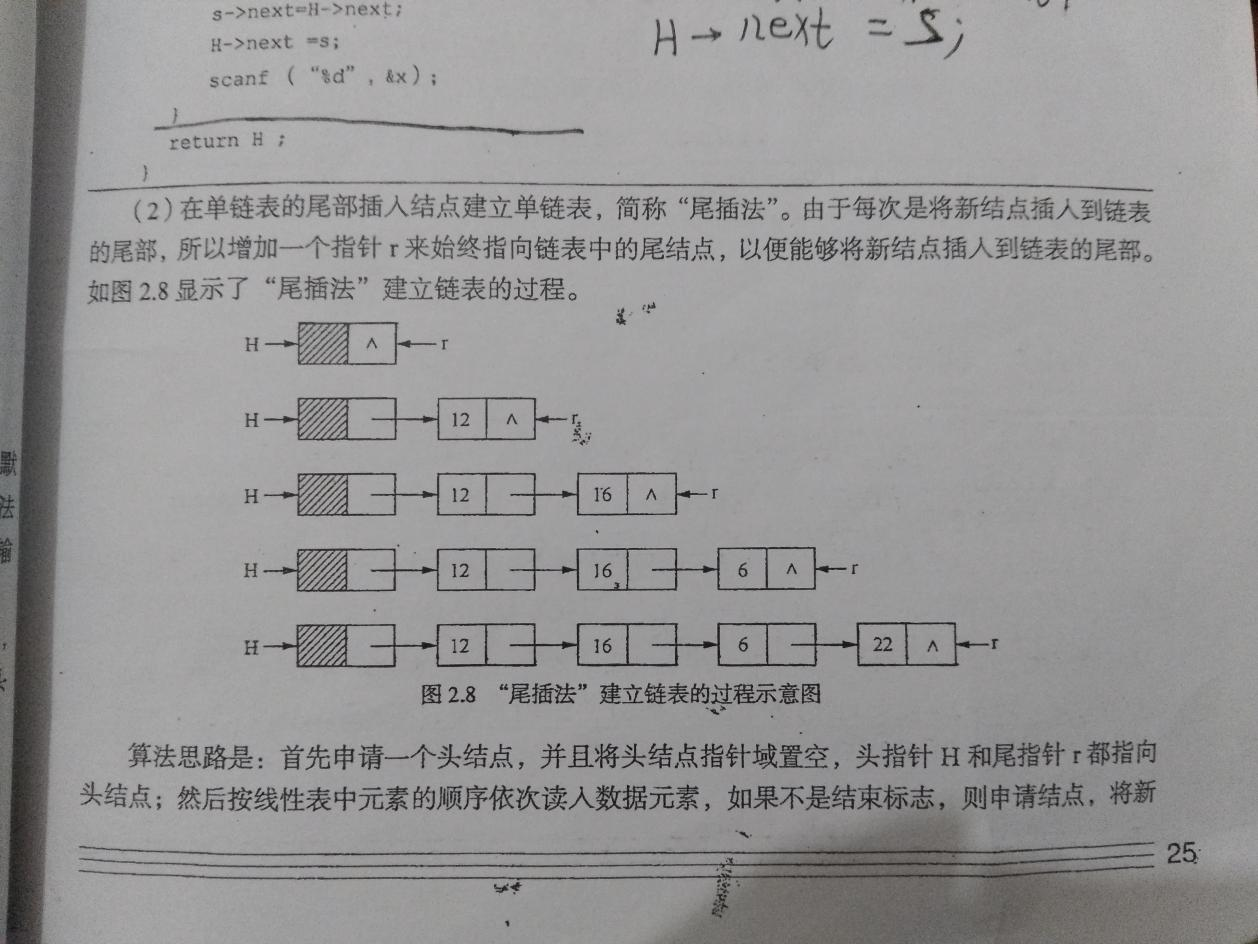 s->next=H->next;
H->next =s;
H→next = S;
scanf (“%d”, &x);
}
return H ;
}
(2)在单链表的尾部插入结点建立单链表，简称“尾插法”。由于每次是将新结点插入到链表
的尾部，所以增加一个指针 r 来始终指向链表中的尾结点，以便能够将新结点插入到链表的尾部。
如图 2.8 显示了“尾插法”建立链表的过程。
H ∧ r
H 12 ∧ r
H 12 16 ∧ r
H 12 16 6 ∧ r
H 12 16 6 22 ∧ r
图 2.8 “尾插法”建立链表的过程示意图
算法思路是：首先申请一个头结点，并且将头结点指针域置空，头指针 H 和尾指针 r 都指向
头结点；然后按线性表中元素的顺序依次读入数据元素，如果不是结束标志，则申请结点，将新
25
默
法
输
，